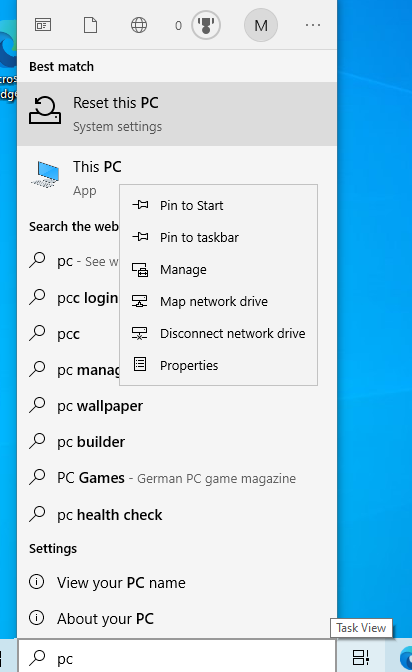 0
M
...
Best match
cros
dge
Reset this PC
System settings
This PC
App
Pin to Start
Pin to taskbar
Manage
Map network drive
Disconnect network drive
Properties
Search the web
pc - See w
pcc login
pcc
pc manag
pc wallpaper
pc builder
PC Games - German PC game magazine
pc health check
Settings
View your PC name
About your PC
Task View
pc